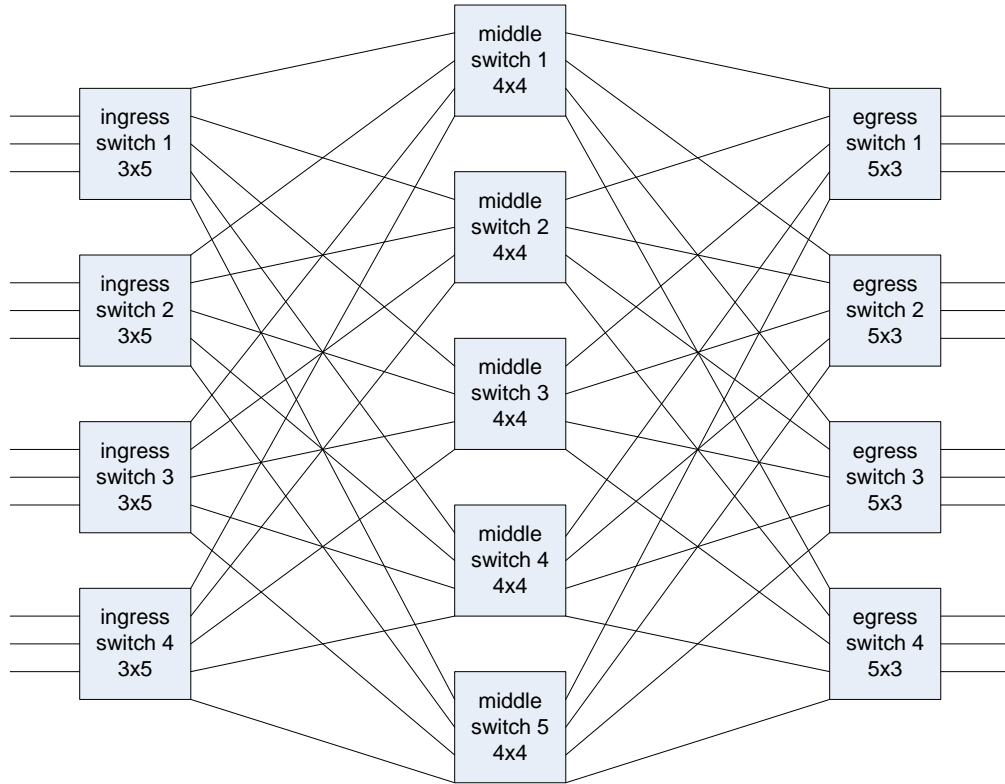 ingress
switch 1
3x5
ingress
switch 2
3x5
ingress
switch 3
3x5
ingress
switch 4
3x5
middle
switch 1
4x4
middle
switch 2
4x4
middle
switch 3
4x4
middle
switch 4
4x4
middle
switch 5
4x4
egress
switch 1
5x3
egress
switch 2
5x3
egress
switch 3
5x3
egress
switch 4
5x3